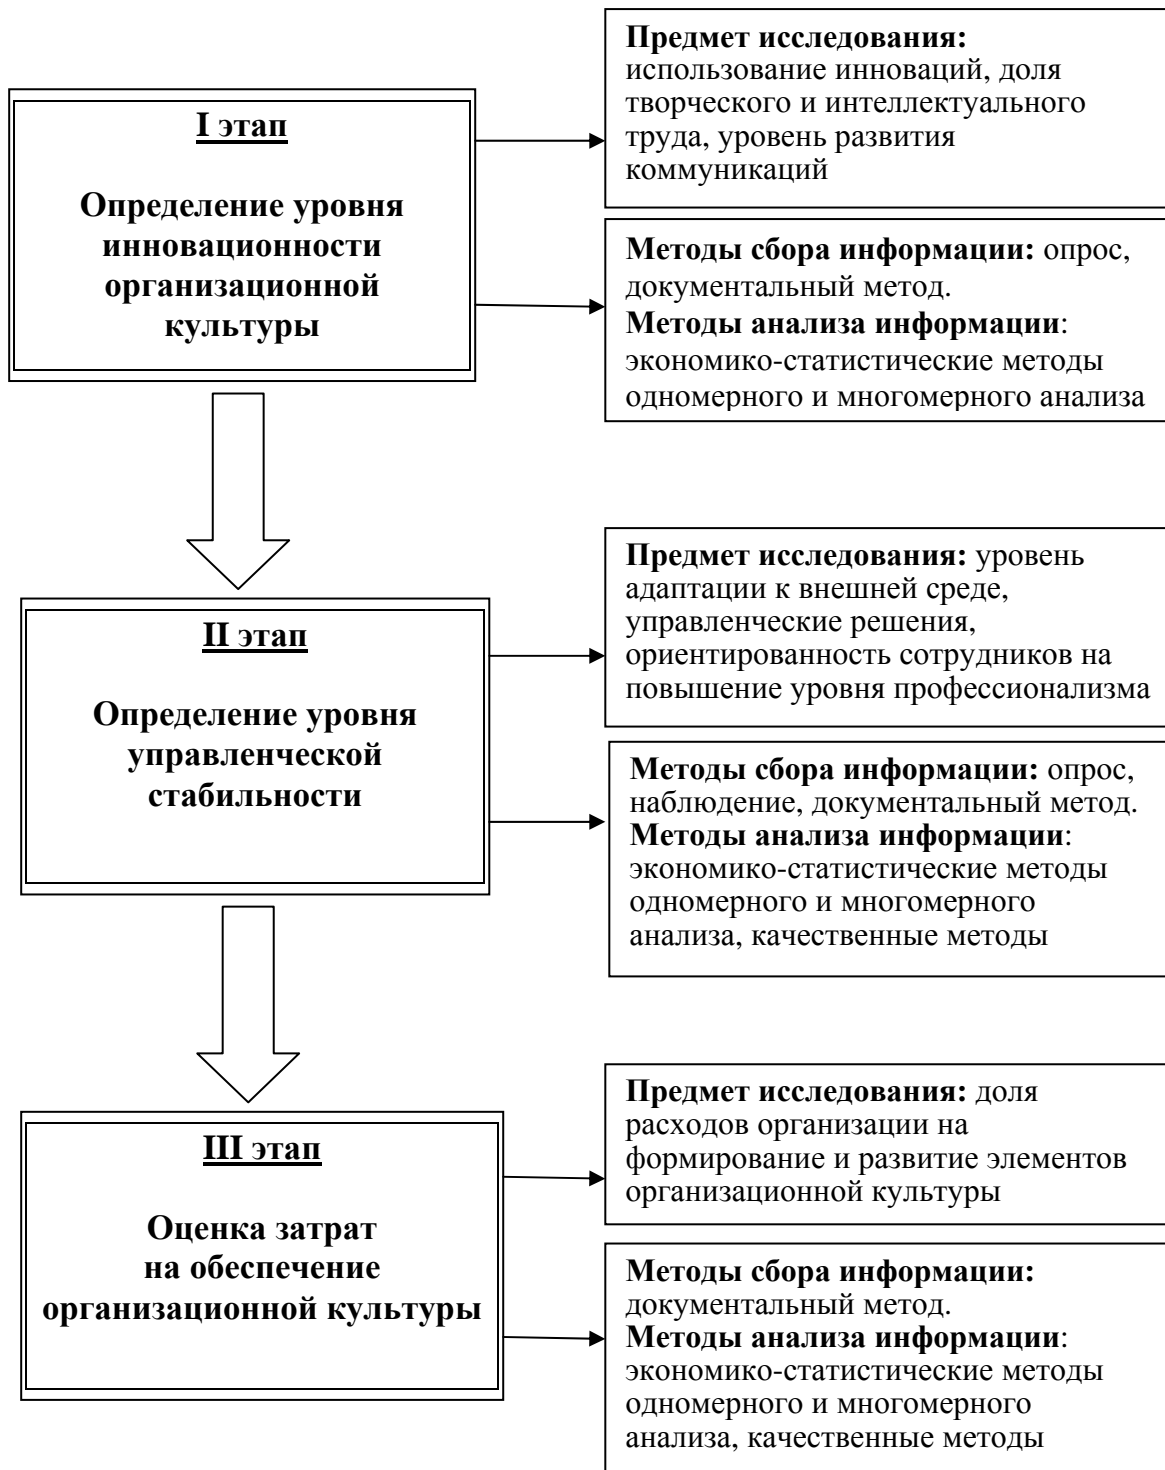 I этап
Определение уровня
инновационности
организационной
культуры
Предмет исследования:
использование инноваций, доля
творческого и интеллектуального
труда, уровень развития
коммуникаций
Методы сбора информации: опрос,
документальный метод.
Методы анализа информации:
экономико-статистические методы
одномерного и многомерного анализа
II этап
Определение уровня
управленческой
стабильности
Предмет исследования: уровень
адаптации к внешней среде,
управленческие решения,
ориентированность сотрудников на
повышение уровня профессионализма
Методы сбора информации: опрос,
наблюдение, документальный метод.
Методы анализа информации:
экономико-статистические методы
одномерного и многомерного
анализа, качественные методы
III этап
Оценка затрат
на обеспечение
организационной культуры
Предмет исследования: доля
расходов организации на
формирование и развитие элементов
организационной культуры
Методы сбора информации:
документальный метод.
Методы анализа информации:
экономико-статистические методы
одномерного и многомерного
анализа, качественные методы